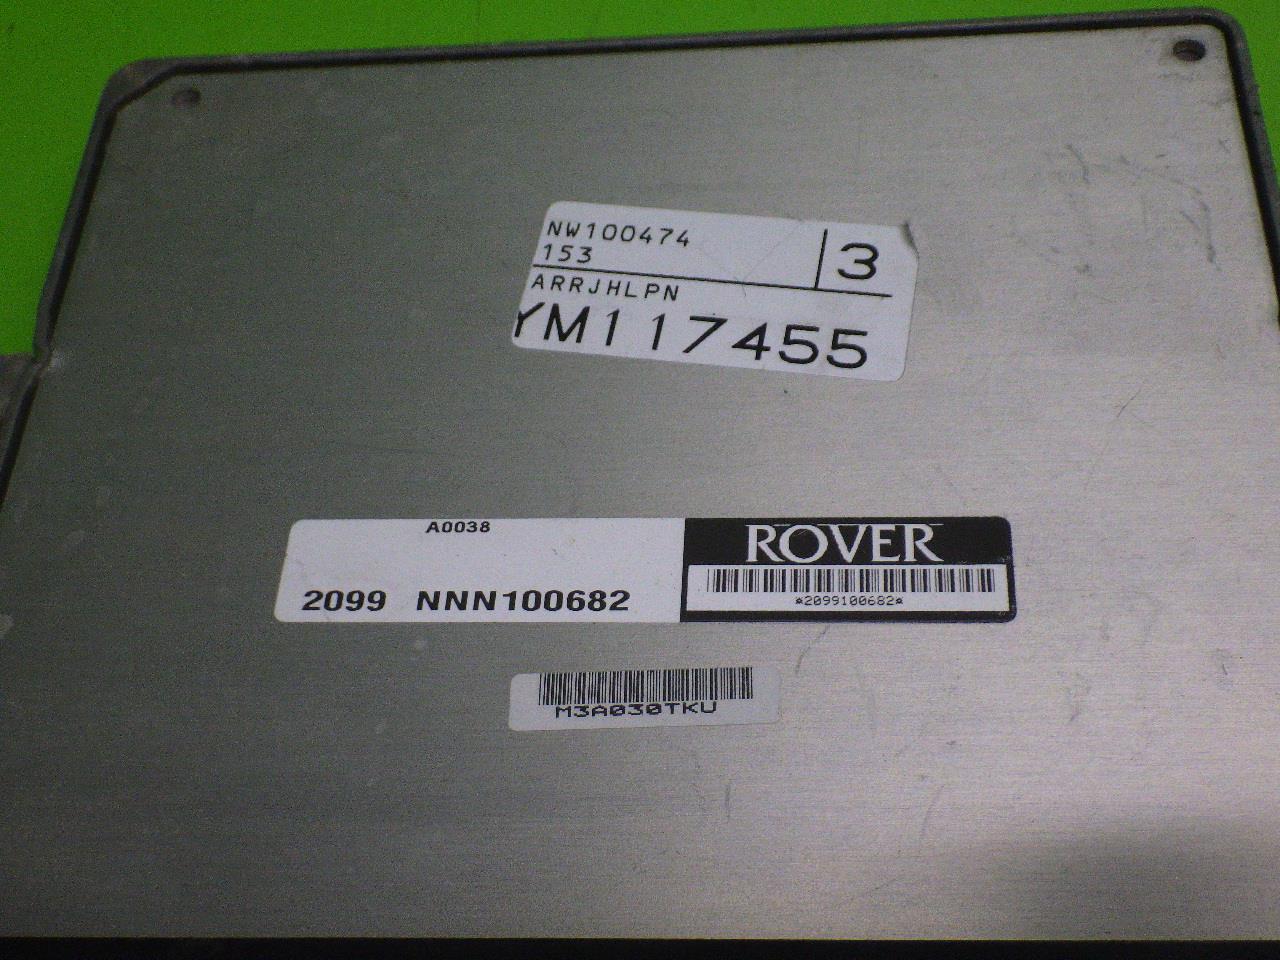 NW100474
153
3
ARRJHLPN
YM117455
A0038
2099 NNN100682
ROVER
*2099100682*
M3A030TKU